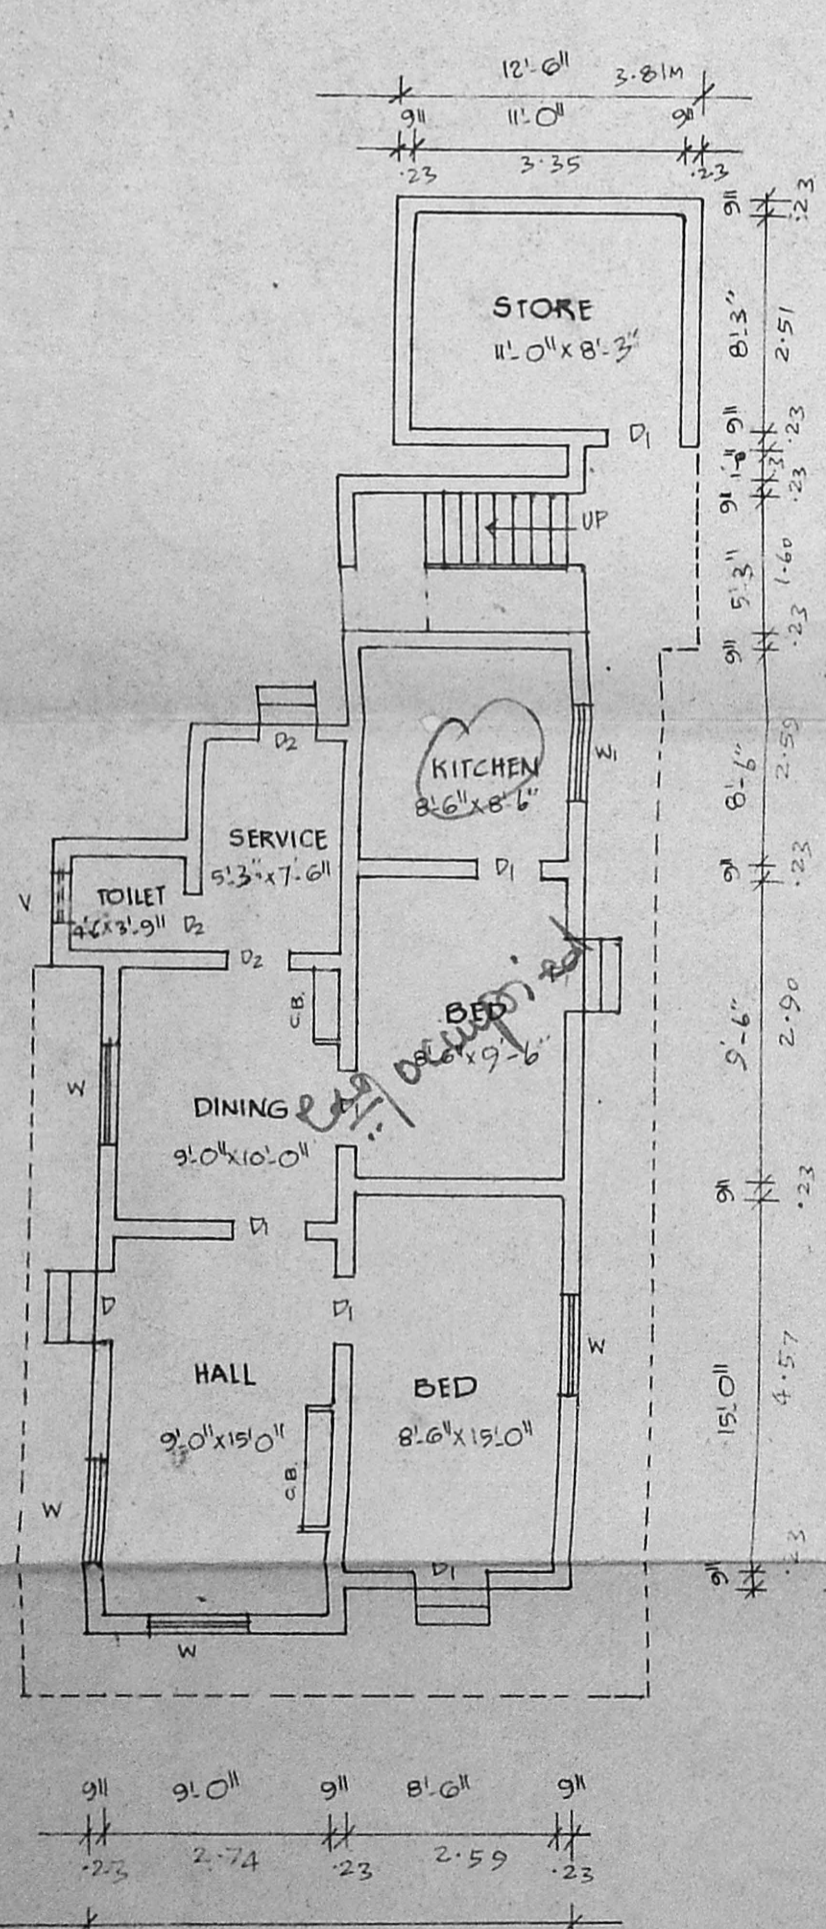 12'-6" 3.81M
9" 11'-0" 9"
.23 3.35 .23
9" .23
STORE
11'-0" x 8'-3"
8'-3" 2.51
D1
9" .23
1'-6"
9" .23
UP
5'-3" 1.60
9" .23
D2
KITCHEN
8'-6" x 8'-6"
W1
8'-6" 2.59
SERVICE
5'-3" x 7'-6"
D1
9" .23
V
TOILET
4'-6 x 3'-9" D2
D2
C.B.
BED
8'-6" x 9'-6"
9'-6" 2.90
W
DINING
9'-0" x 10'-0"
9" .23
D1
D
D1
HALL
9'-0" x 15'-0"
BED
8'-6" x 15'-0"
W
15'-0" 4.57
C.B.
W
D1
9" .23
W
9" 9'-0" 9" 8'-6" 9"
.23 2.74 .23 2.59 .23